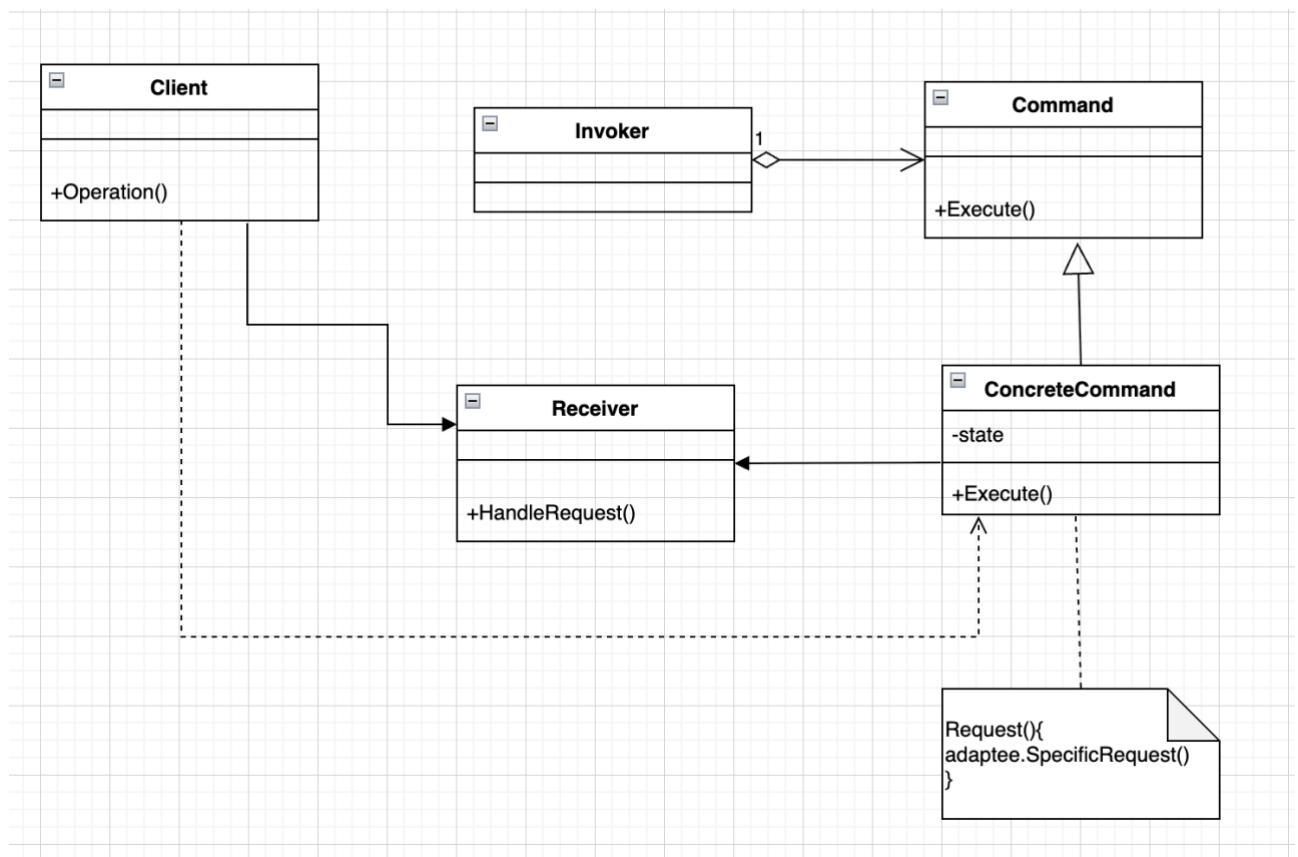 Client
+Operation()
Invoker
1
Command
+Execute()
Receiver
+HandleRequest()
ConcreteCommand
-state
+Execute()
Request(){
adaptee.SpecificRequest()
}